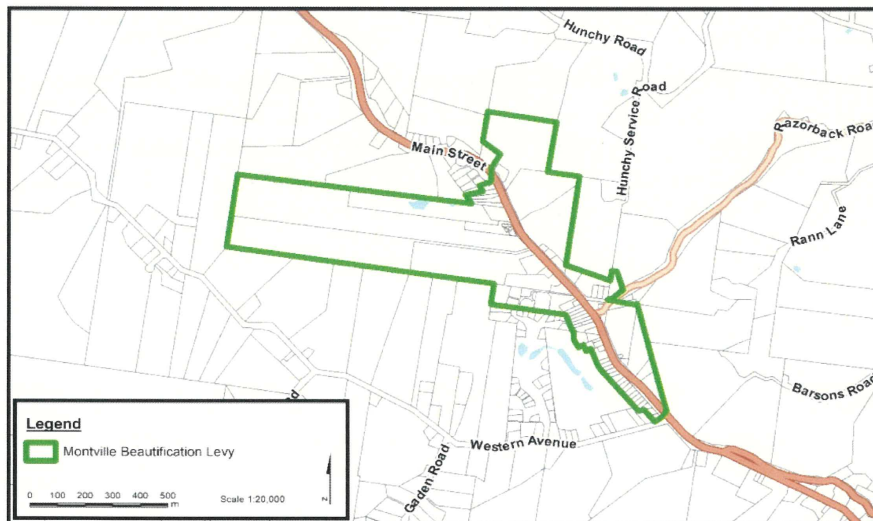 Hunchy Road
Hunchy Service Road
Razorback Road
Main Street
Rann Lane
Barsons Road
Western Avenue
Gaden Road
Legend
Montville Beautification Levy
0 100 200 300 400 500
m
Scale 1:20,000
N